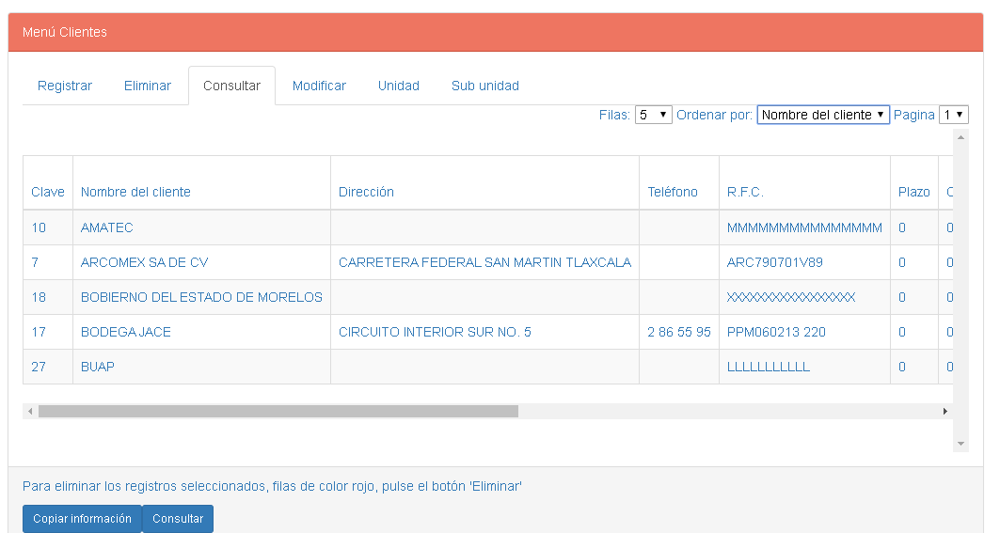 Menú Clientes
Registrar Eliminar Consultar Modificar Unidad Sub unidad
Filas: 5 Ordenar por: Nombre del cliente Pagina 1
Clave Nombre del cliente Dirección Teléfono R.F.C. Plazo
10 AMATEC MMMMMMMMMMMMMMM 0 0
7 ARCOMEX SA DE CV CARRETERA FEDERAL SAN MARTIN TLAXCALA ARC790701V89 0 0
18 BOBIERNO DEL ESTADO DE MORELOS XXXXXXXXXXXXXXXXX 0 0
17 BODEGA JACE CIRCUITO INTERIOR SUR NO. 5 2 86 55 95 PPM060213 220 0 0
27 BUAP LLLLLLLLLLL 0 0
Para eliminar los registros seleccionados, filas de color rojo, pulse el botón 'Eliminar'
Copiar información Consultar